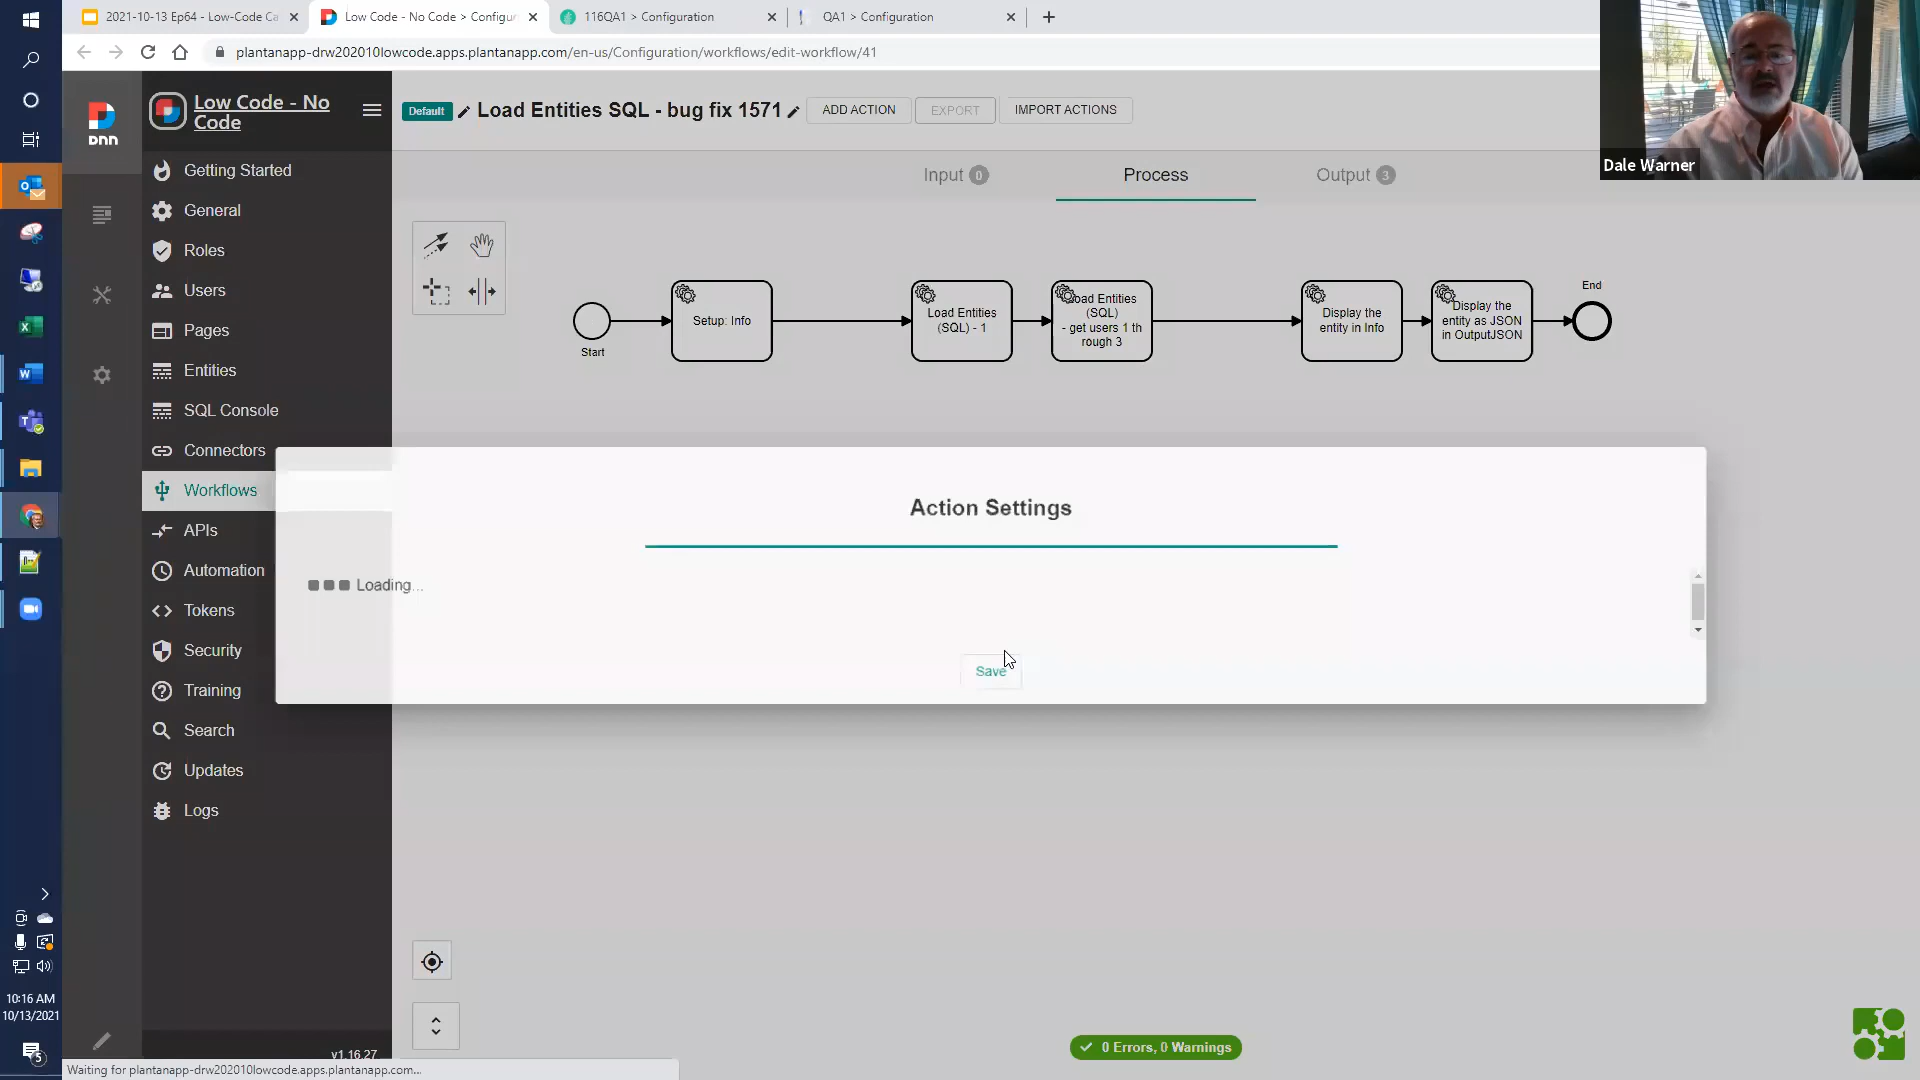 2021-10-13 Ep64 - Low-Code Ca
Low Code - No Code > Configur
116QA1 > Configuration
QA1 > Configuration
plantanapp-drw202010lowcode.apps.plantanapp.com/en-us/Configuration/workflows/edit-workflow/41
Dale Warner
DNN
Low Code - No
Code
Default
Load Entities SQL - bug fix 1571
ADD ACTION
EXPORT
IMPORT ACTIONS
Input 0
Process
Output 3
Getting Started
General
Roles
Users
Pages
Entities
SQL Console
Connectors
Workflows
APIs
Automation
Tokens
Security
Training
Search
Updates
Logs
v1.16.27
Start
Setup: Info
Load Entities
(SQL) - 1
Load Entities
(SQL)
- get users 1 th
rough 3
Display the
entity in Info
Display the
entity as JSON
in OutputJSON
End
Action Settings
Loading...
Save
0 Errors, 0 Warnings
10:16 AM
10/13/2021
5
Waiting for plantanapp-drw202010lowcode.apps.plantanapp.com...